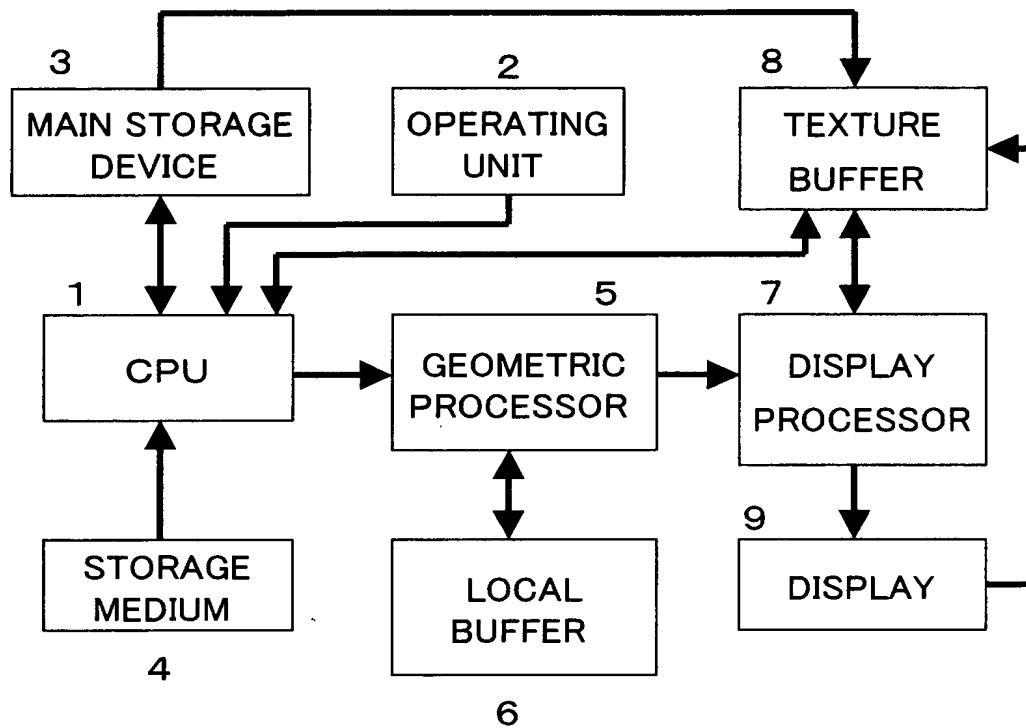 3
MAIN STORAGE
DEVICE
2
OPERATING
UNIT
8
TEXTURE
BUFFER
1
CPU
5
GEOMETRIC
PROCESSOR
7
DISPLAY
PROCESSOR
STORAGE
MEDIUM
4
LOCAL
BUFFER
6
9
DISPLAY